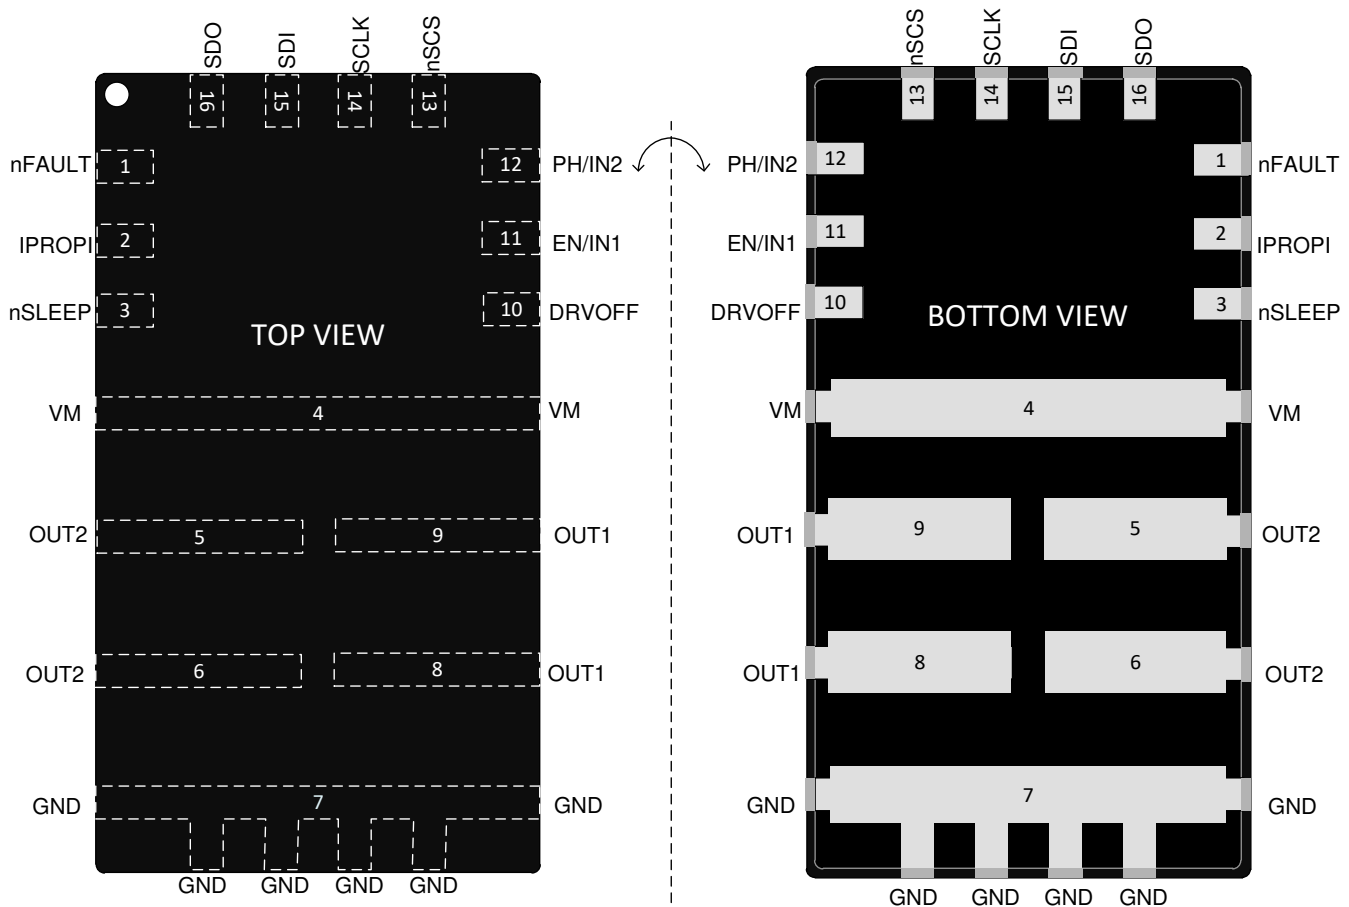 SDO SDI SCLK nSCS
16 15 14 13
nFAULT 1 12 PH/IN2
IPROPI 2 11 EN/IN1
nSLEEP 3 10 DRVOFF
TOP VIEW
VM 4 VM
OUT2 5 9 OUT1
OUT2 6 8 OUT1
GND 7 GND
GND GND GND GND
nSCS SCLK SDI SDO
13 14 15 16
PH/IN2 12 1 nFAULT
EN/IN1 11 2 IPROPI
DRVOFF 10 3 nSLEEP
BOTTOM VIEW
VM 4 VM
OUT1 9 5 OUT2
OUT1 8 6 OUT2
GND 7 GND
GND GND GND GND